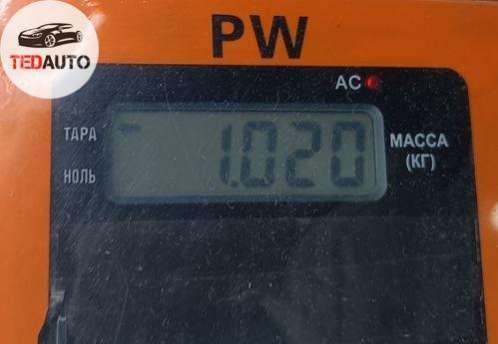 TEDAUTO
PW
AC
ТАРА
1.020
МАССА
(КГ)
НОЛЬ